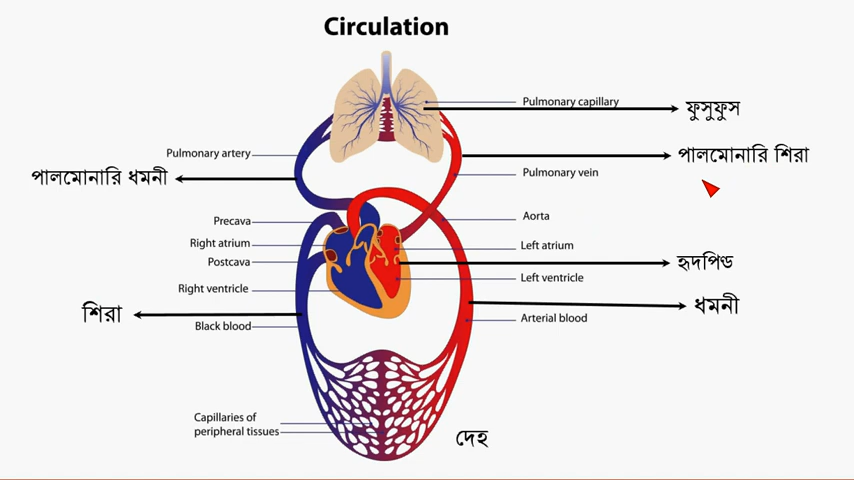 Circulation
Pulmonary capillary
ফুসুফুস
Pulmonary artery
পালমোনারি শিরা
পালমোনারি ধমনী
Pulmonary vein
Precava
Aorta
Right atrium
Left atrium
Postcava
হৃদপিণ্ড
Right ventricle
Left ventricle
শিরা
ধমনী
Black blood
Arterial blood
Capillaries of
peripheral tissues
দেহ